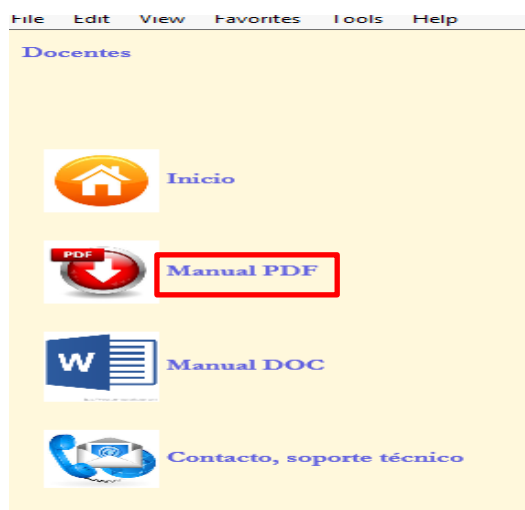 File Edit View Favorites Tools Help
Docentes
Inicio
PDF
Manual PDF
W
Manual DOC
@
Contacto, soporte técnico